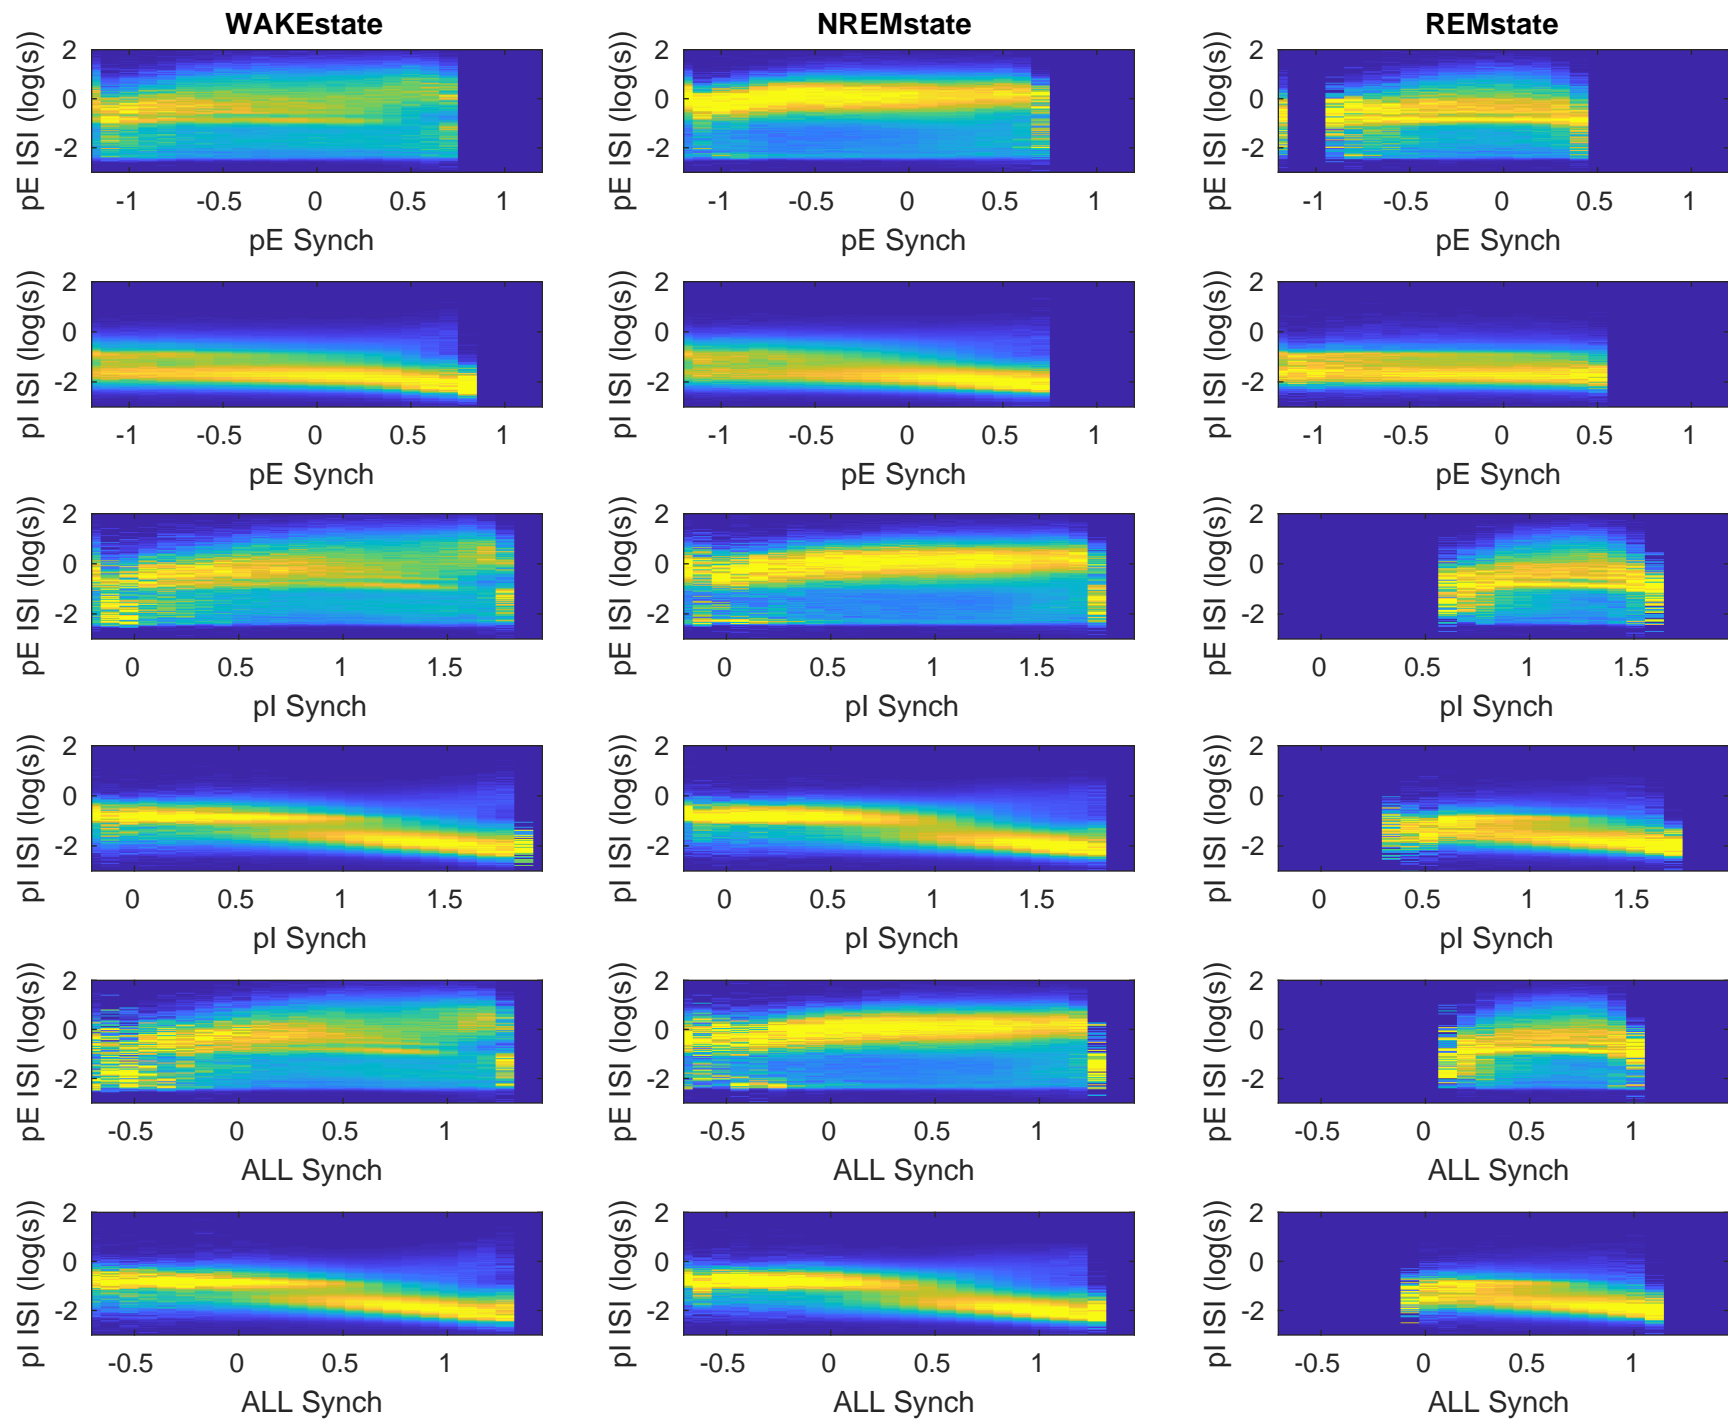 WAKEstate NREMstate REMstate
pE ISI (log(s)) 2 0 -2 pE ISI (log(s)) 2 0 -2 pE ISI (log(s)) 2 0 -2
-1 -0.5 0 0.5 1 -1 -0.5 0 0.5 1 -1 -0.5 0 0.5 1
pE Synch pE Synch pE Synch
pI ISI (log(s)) 2 0 -2 pI ISI (log(s)) 2 0 -2 pI ISI (log(s)) 2 0 -2
-1 -0.5 0 0.5 1 -1 -0.5 0 0.5 1 -1 -0.5 0 0.5 1
pE Synch pE Synch pE Synch
pE ISI (log(s)) 2 0 -2 pE ISI (log(s)) 2 0 -2 pE ISI (log(s)) 2 0 -2
0 0.5 1 1.5 0 0.5 1 1.5 0 0.5 1 1.5
pI Synch pI Synch pI Synch
pI ISI (log(s)) 2 0 -2 pI ISI (log(s)) 2 0 -2 pI ISI (log(s)) 2 0 -2
0 0.5 1 1.5 0 0.5 1 1.5 0 0.5 1 1.5
pI Synch pI Synch pI Synch
pE ISI (log(s)) 2 0 -2 pE ISI (log(s)) 2 0 -2 pE ISI (log(s)) 2 0 -2
-0.5 0 0.5 1 -0.5 0 0.5 1 -0.5 0 0.5 1
ALL Synch ALL Synch ALL Synch
pI ISI (log(s)) 2 0 -2 pI ISI (log(s)) 2 0 -2 pI ISI (log(s)) 2 0 -2
-0.5 0 0.5 1 -0.5 0 0.5 1 -0.5 0 0.5 1
ALL Synch ALL Synch ALL Synch